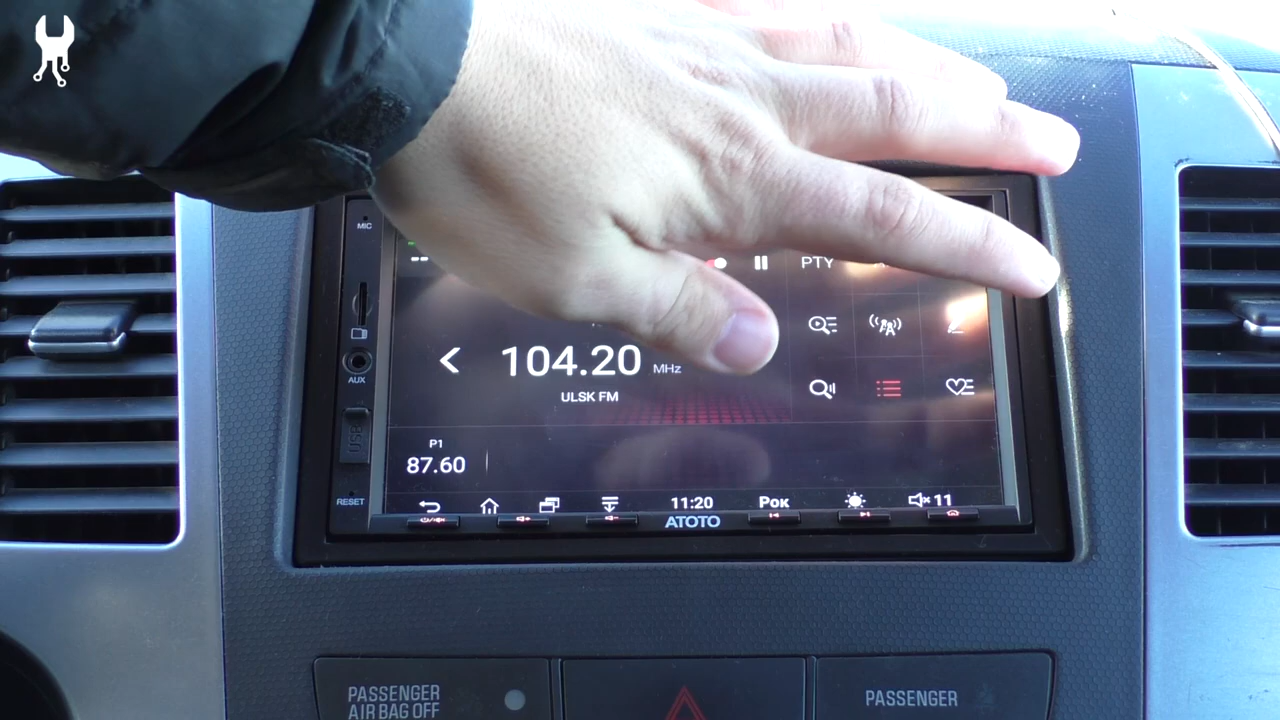 MIC
PTY
AUX
104.20 MHz
ULSK FM
USB
P1
87.60
RESET
11:20
Рок
11
ATOTO
PASSENGER
AIR BAG OFF
PASSENGER